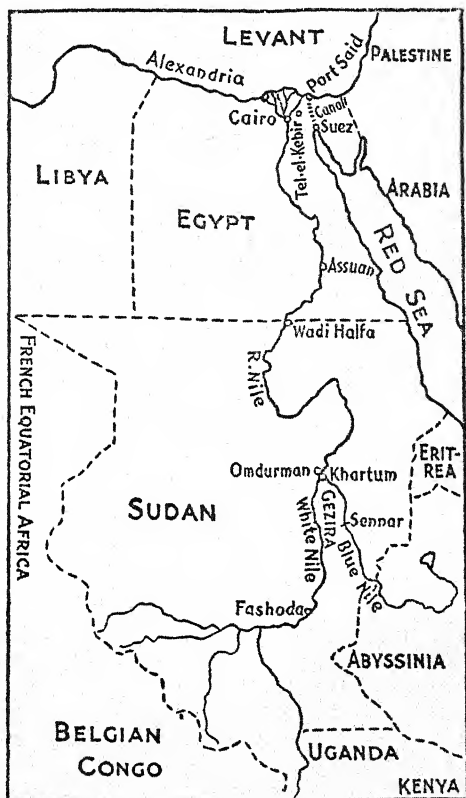 LEVANT
PALESTINE
Alexandria
Port Said
Cairo
Canal
Suez
Tel-el-Kebir
LIBYA
EGYPT
ARABIA
RED SEA
Assuan
Wadi Halfa
R. Nile
FRENCH EQUATORIAL AFRICA
ERIT-
REA
Omdurman
Khartum
SUDAN
GEZIRA
White Nile
Sennar
Blue Nile
Fashoda
ABYSSINIA
BELGIAN
CONGO
UGANDA
KENYA